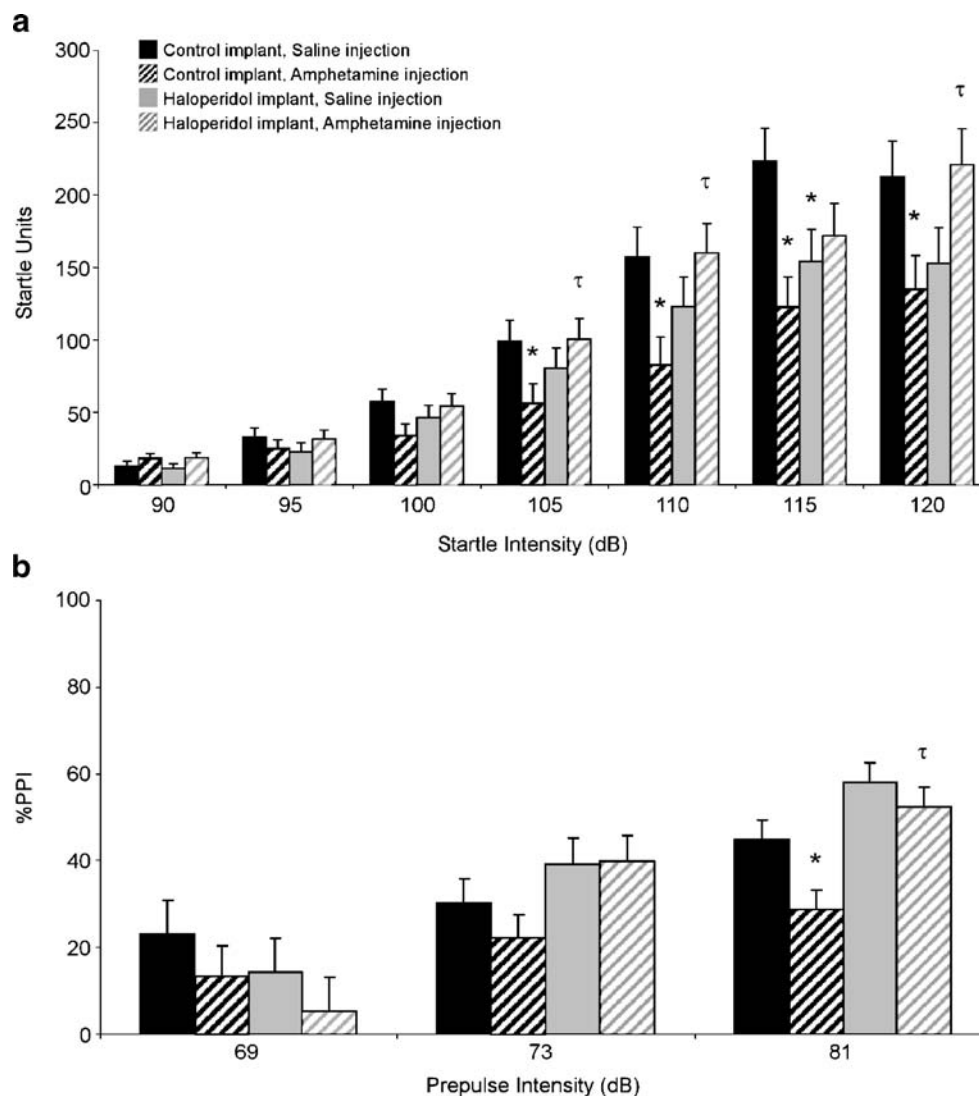 a
300
250
200
150
100
50
0
Startle Units
Control implant, Saline injection
Control implant, Amphetamine injection
Haloperidol implant, Saline injection
Haloperidol implant, Amphetamine injection
* τ
* τ
* *
* τ
90 95 100 105 110 115 120
Startle Intensity (dB)
b
100
80
60
40
20
0
%PPI
* τ
69 73 81
Prepulse Intensity (dB)